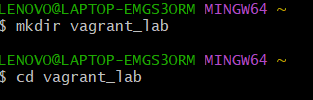 LENOVO@LAPTOP-EMGS3ORM MINGW64 ~
$ mkdir vagrant_lab
LENOVO@LAPTOP-EMGS3ORM MINGW64 ~
$ cd vagrant_lab